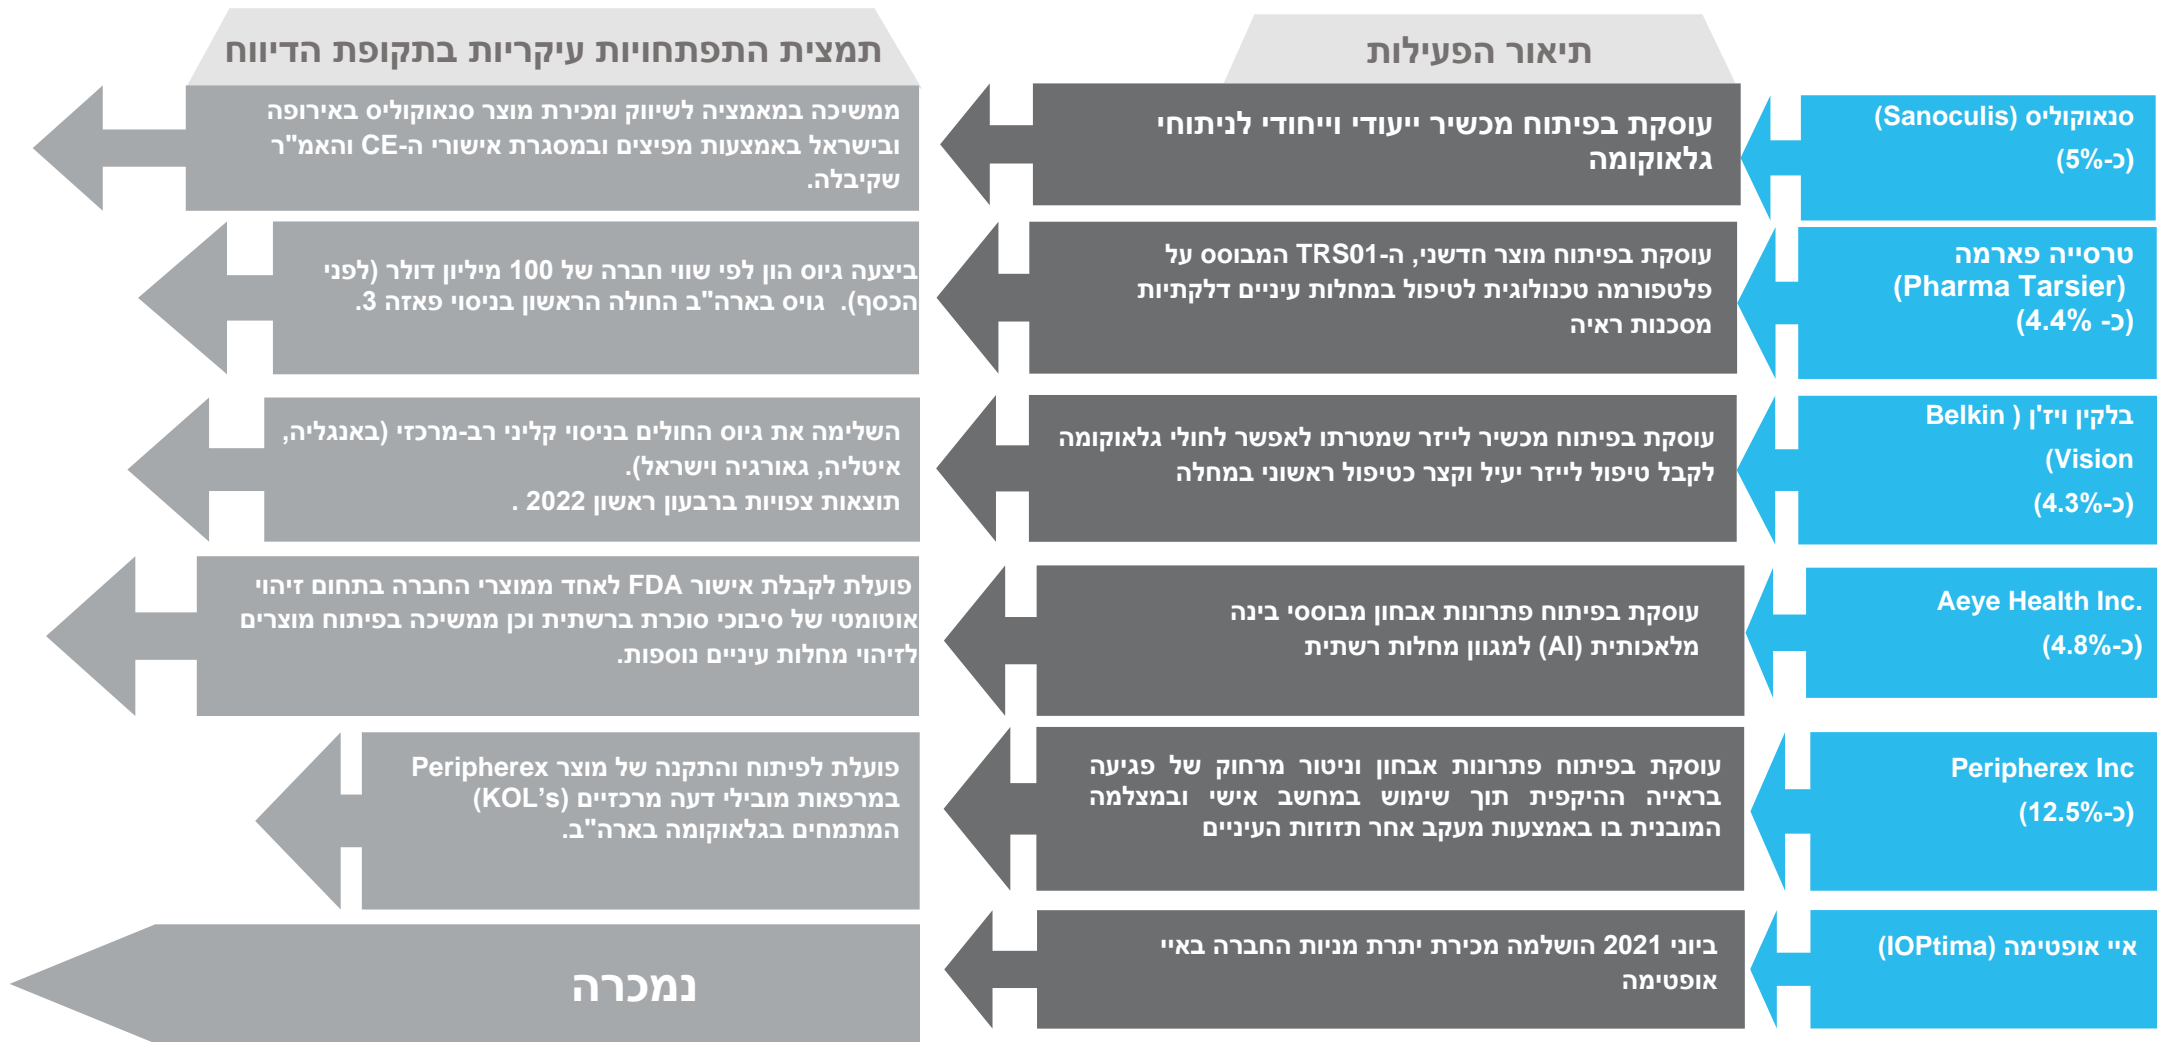 תיאור הפעילות
תמצית התפתחויות עיקריות בתקופת הדיווח
סנאוקוליס (Sanoculis)
(כ-5%)
עוסקת בפיתוח מכשיר ייעודי וייחודי לניתוחי
גלאוקומה
ממשיכה במאמציה לשיווק ומכירת מוצר סנאוקוליס באירופה
ובישראל באמצעות מפיצים ובמסגרת אישורי ה-CE והאמ"ר
שקיבלה.
טרסייה פארמה
(Pharma Tarsier)
(כ- 4.4%)
עוסקת בפיתוח מוצר חדשני, ה-TRS01 המבוסס על
פלטפורמה טכנולוגית לטיפול במחלות עיניים דלקתיות
מסכנות ראיה
ביצעה גיוס הון לפי שווי חברה של 100 מיליון דולר (לפני
הכסף). גויס בארה"ב החולה הראשון בניסוי פאזה 3.
בלקין ויז'ן ( Belkin
Vision)
(כ-4.3%)
עוסקת בפיתוח מכשיר לייזר שמטרתו לאפשר לחולי גלאוקומה
לקבל טיפול לייזר יעיל וקצר כטיפול ראשוני במחלה
השלימה את גיוס החולים בניסוי קליני רב-מרכזי (באנגליה,
איטליה, גאורגיה וישראל).
תוצאות צפויות ברבעון ראשון 2022 .
Aeye Health Inc.
(כ-4.8%)
עוסקת בפיתוח פתרונות אבחון מבוססי בינה
מלאכותית (AI) למגוון מחלות רשתית
פועלת לקבלת אישור FDA לאחד ממוצרי החברה בתחום זיהוי
אוטומטי של סיבוכי סוכרת ברשתית וכן ממשיכה בפיתוח מוצרים
לזיהוי מחלות עיניים נוספות.
Peripherex Inc
(כ-12.5%)
עוסקת בפיתוח פתרונות אבחון וניטור מרחוק של פגיעה
בראייה ההיקפית תוך שימוש במחשב אישי ובמצלמה
המובנית בו באמצעות מעקב אחר תזוזות העיניים
פועלת לפיתוח והתקנה של מוצר Peripherex
במרפאות מובילי דעה מרכזיים (KOL's)
המתמחים בגלאוקומה בארה"ב.
איי אופטימה (IOPtima)
ביוני 2021 הושלמה מכירת יתרת מניות החברה באיי
אופטימה
נמכרה